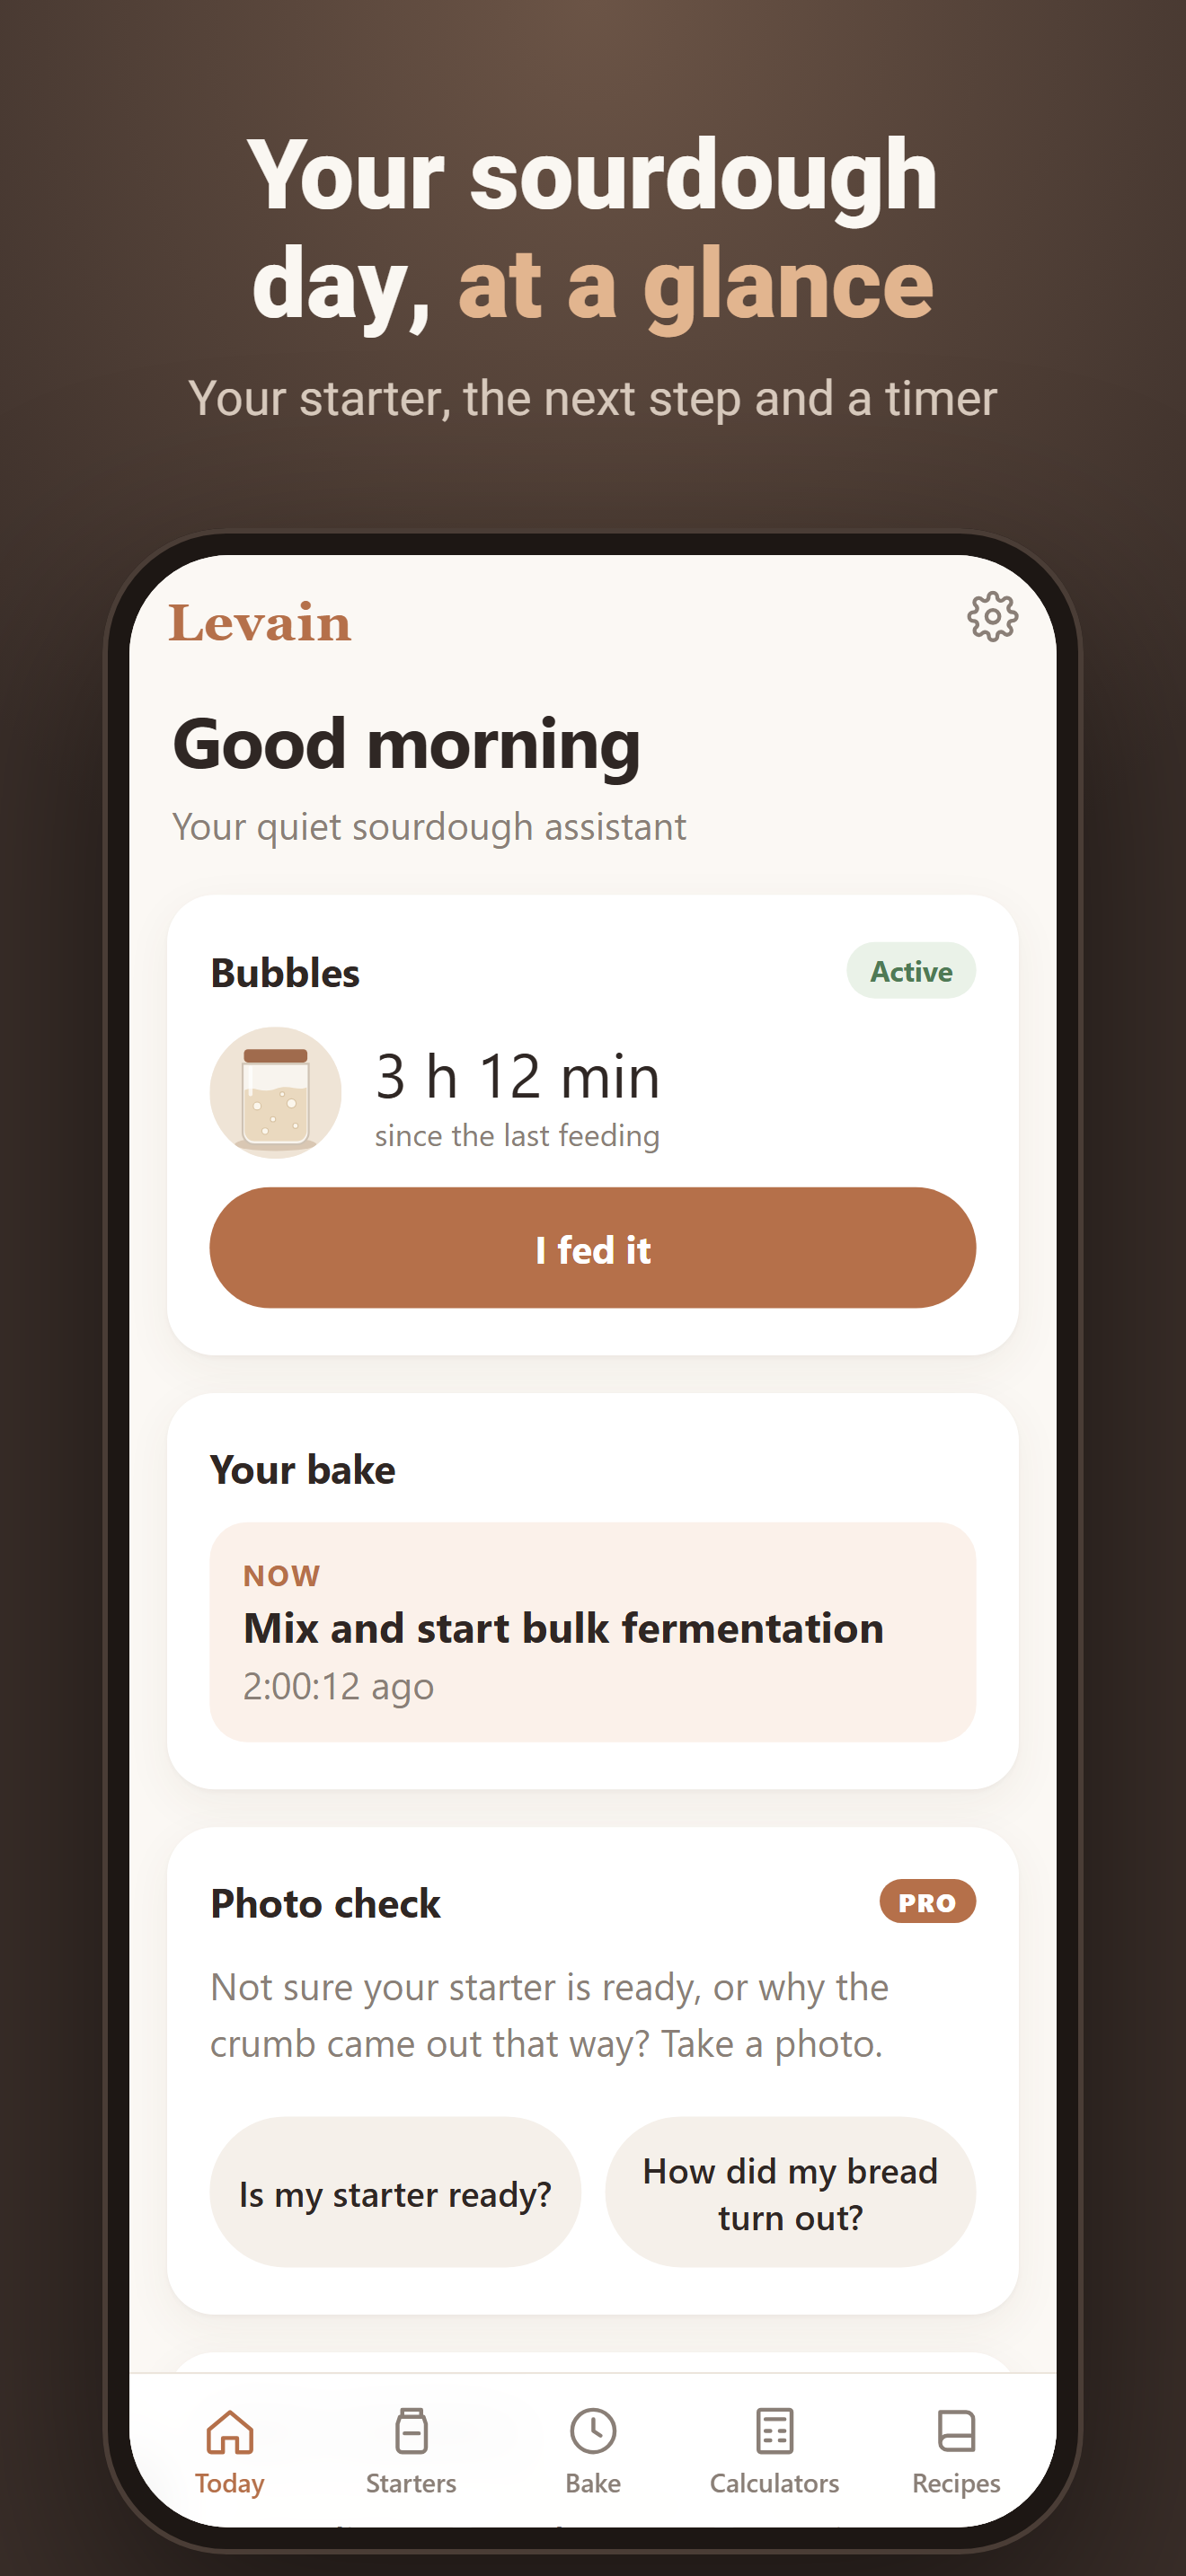 Your sourdough
day, at a glance
Your starter, the next step and a timer
Levain
Good morning
Your quiet sourdough assistant
Bubbles
Active
3 h 12 min
since the last feeding
I fed it
Your bake
NOW
Mix and start bulk fermentation
2:00:12 ago
Photo check
PRO
Not sure your starter is ready, or why the
crumb came out that way? Take a photo.
Is my starter ready?
How did my bread
turn out?
Today
Starters
Bake
Calculators
Recipes